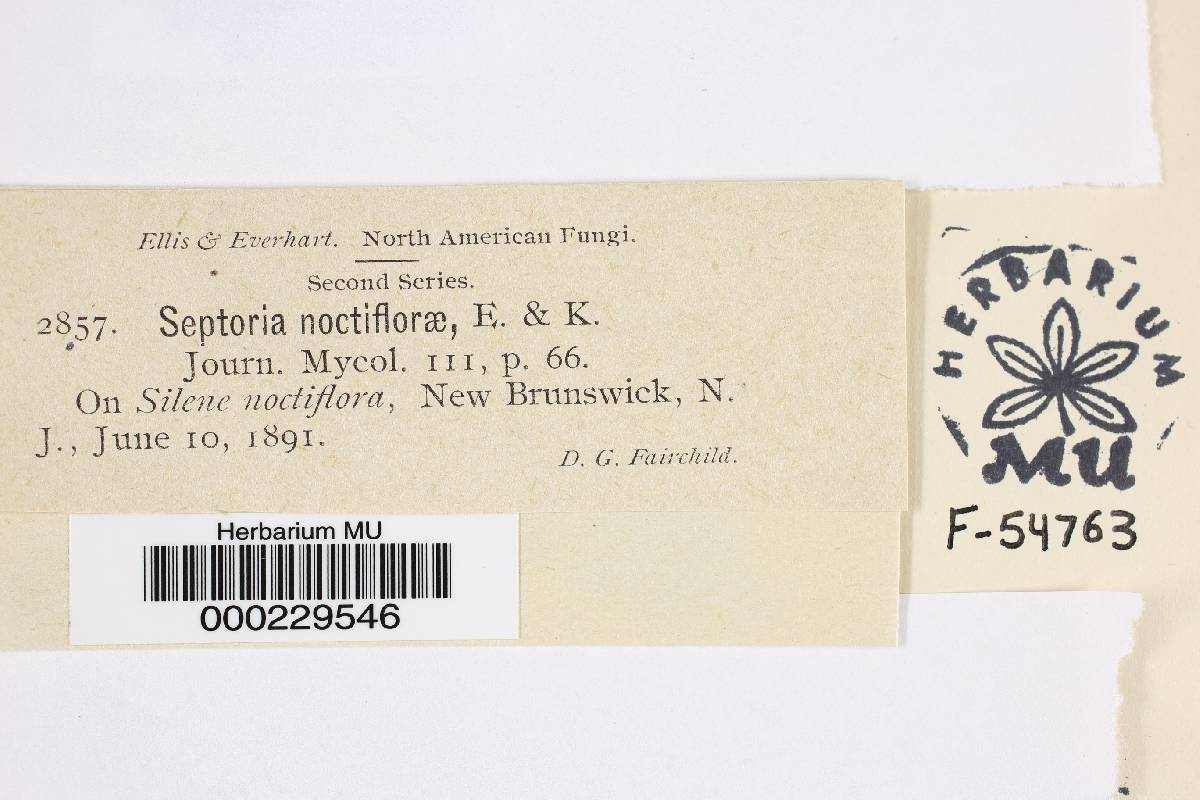 Ellis & Everhart. North American Fungi.
Second Series.
2857. Septoria noctifloræ, E. & K.
Journ. Mycol. III, p. 66.
On Silene noctiflora, New Brunswick, N.
J., June 10, 1891.
D. G. Fairchild.
Herbarium MU
000229546
HERBARIUM
MU
F-54763